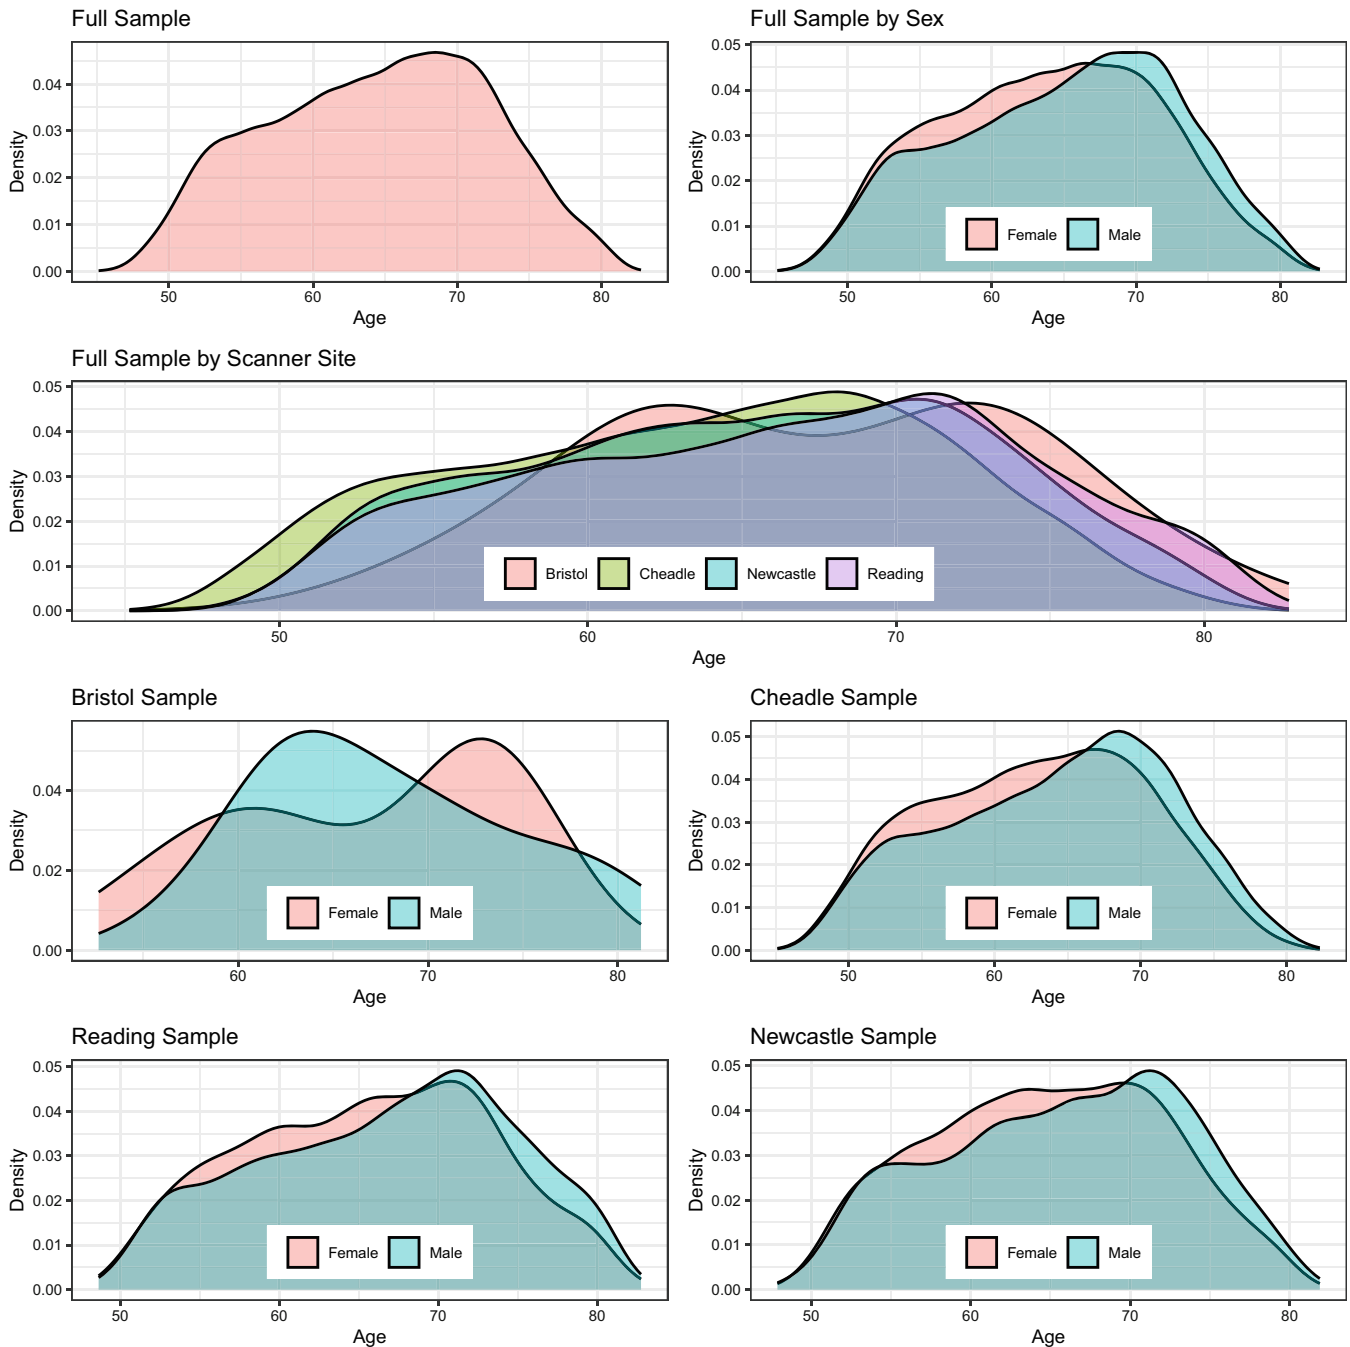 Full Sample
Density
0.04
0.03
0.02
0.01
0.00
50 60 70 80
Age
Full Sample by Sex
Density
0.05
0.04
0.03
0.02
0.01
0.00
Female Male
50 60 70 80
Age
Full Sample by Scanner Site
Density
0.05
0.04
0.03
0.02
0.01
0.00
Bristol Cheadle Newcastle Reading
50 60 70 80
Age
Bristol Sample
Density
0.04
0.02
0.00
Female Male
60 70 80
Age
Cheadle Sample
Density
0.05
0.04
0.03
0.02
0.01
0.00
Female Male
50 60 70 80
Age
Reading Sample
Density
0.05
0.04
0.03
0.02
0.01
0.00
Female Male
50 60 70 80
Age
Newcastle Sample
Density
0.05
0.04
0.03
0.02
0.01
0.00
Female Male
50 60 70 80
Age